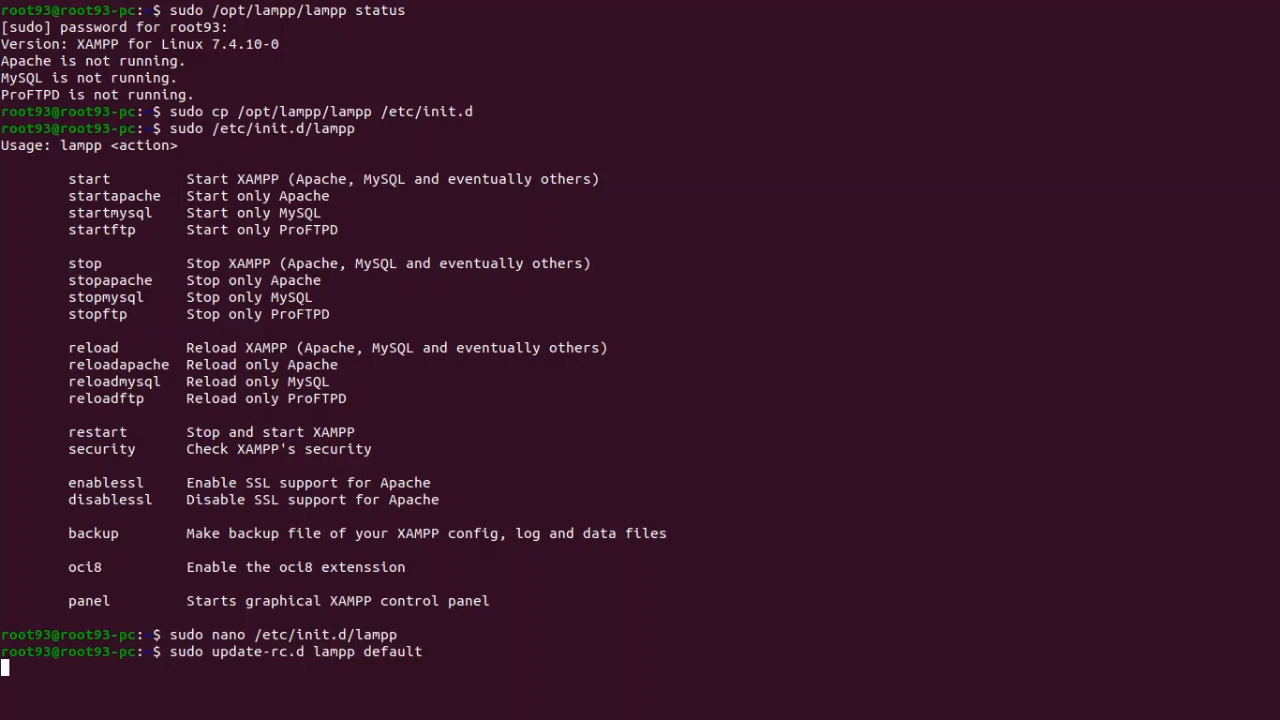 root93@root93-pc:~$ sudo /opt/lampp/lampp status
[sudo] password for root93:
Version: XAMPP for Linux 7.4.10-0
Apache is not running.
MySQL is not running.
ProFTPD is not running.
root93@root93-pc:~$ sudo cp /opt/lampp/lampp /etc/init.d
root93@root93-pc:~$ sudo /etc/init.d/lampp
Usage: lampp <action>
start Start XAMPP (Apache, MySQL and eventually others)
startapache Start only Apache
startmysql Start only MySQL
startftp Start only ProFTPD
stop Stop XAMPP (Apache, MySQL and eventually others)
stopapache Stop only Apache
stopmysql Stop only MySQL
stopftp Stop only ProFTPD
reload Reload XAMPP (Apache, MySQL and eventually others)
reloadapache Reload only Apache
reloadmysql Reload only MySQL
reloadftp Reload only ProFTPD
restart Stop and start XAMPP
security Check XAMPP's security
enablessl Enable SSL support for Apache
disablessl Disable SSL support for Apache
backup Make backup file of your XAMPP config, log and data files
oci8 Enable the oci8 extenssion
panel Starts graphical XAMPP control panel
root93@root93-pc:~$ sudo nano /etc/init.d/lampp
root93@root93-pc:~$ sudo update-rc.d lampp default